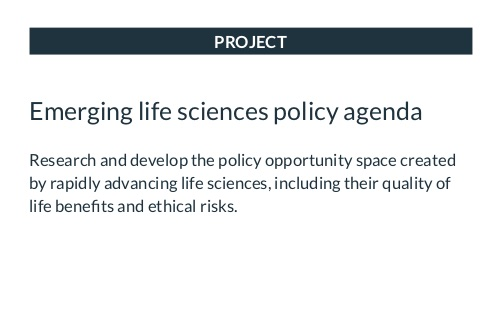 PROJECT
Emerging life sciences policy agenda
Research and develop the policy opportunity space created
by rapidly advancing life sciences, including their quality of
life benefits and ethical risks.